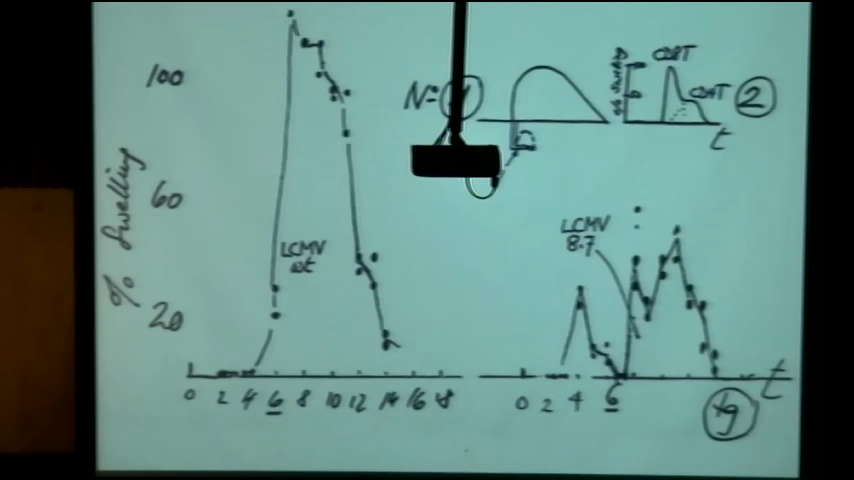 % Swelling
100
60
20
LCMV
wt
0 2 4 6 8 10 12 14 16 18
N=
CD8T
CD4T
2
t
LCMV
8.7
0 2 4 6
t
tg